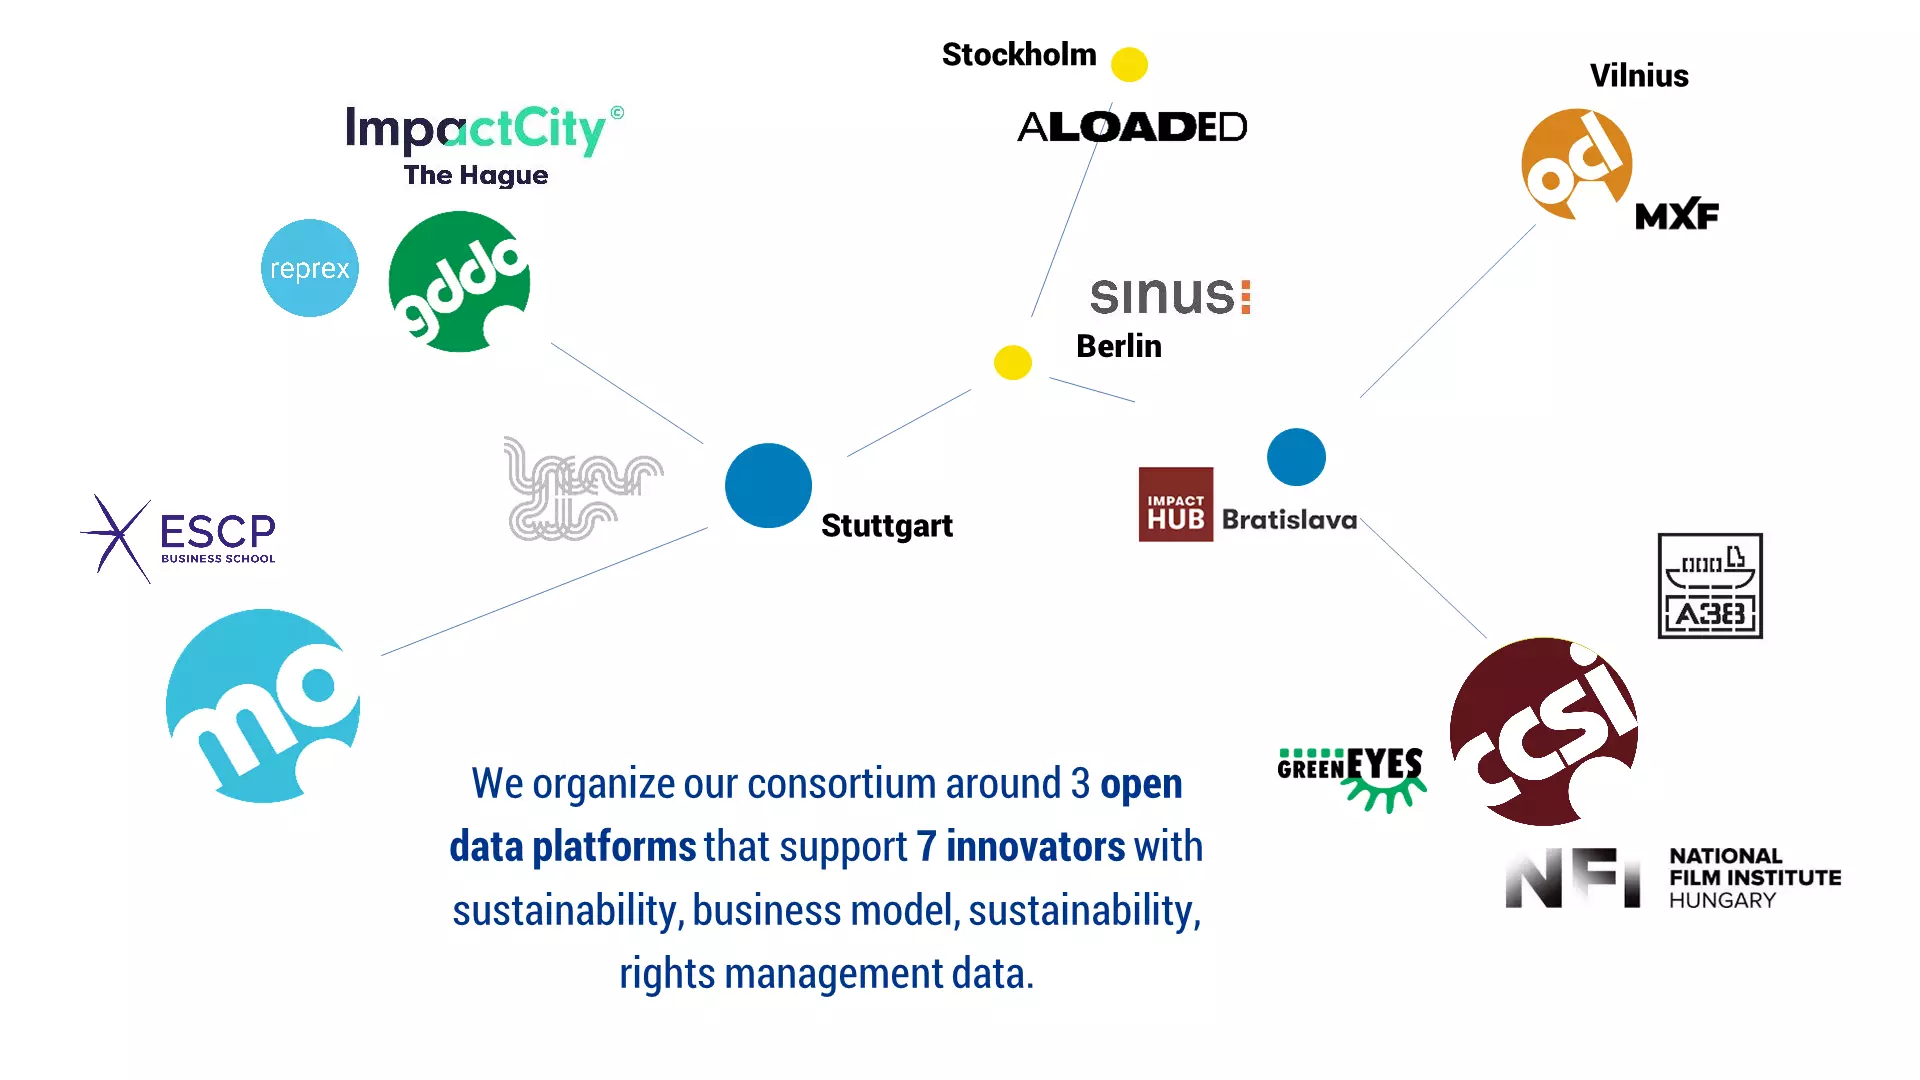 Stockholm
Vilnius
ImpactCity©
The Hague
ALOADED
od
MXF
reprex
gddo
sinus
Berlin
ESCP
BUSINESS SCHOOL
Stuttgart
IMPACT
HUB
Bratislava
A38
mo
ccsi
GREENEYES
We organize our consortium around 3 open
data platforms that support 7 innovators with
sustainability, business model, sustainability,
rights management data.
NFI
NATIONAL
FILM INSTITUTE
HUNGARY